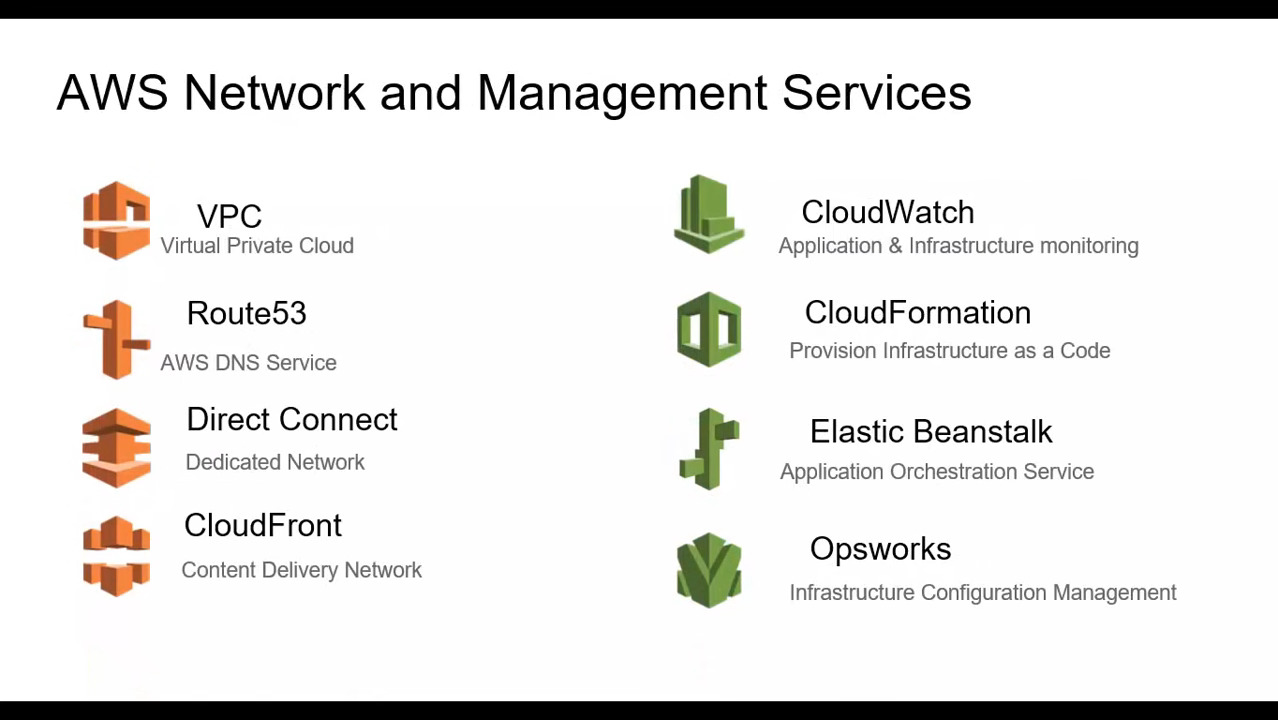 AWS Network and Management Services
VPC
Virtual Private Cloud
Route53
AWS DNS Service
Direct Connect
Dedicated Network
CloudFront
Content Delivery Network
CloudWatch
Application & Infrastructure monitoring
CloudFormation
Provision Infrastructure as a Code
Elastic Beanstalk
Application Orchestration Service
Opsworks
Infrastructure Configuration Management